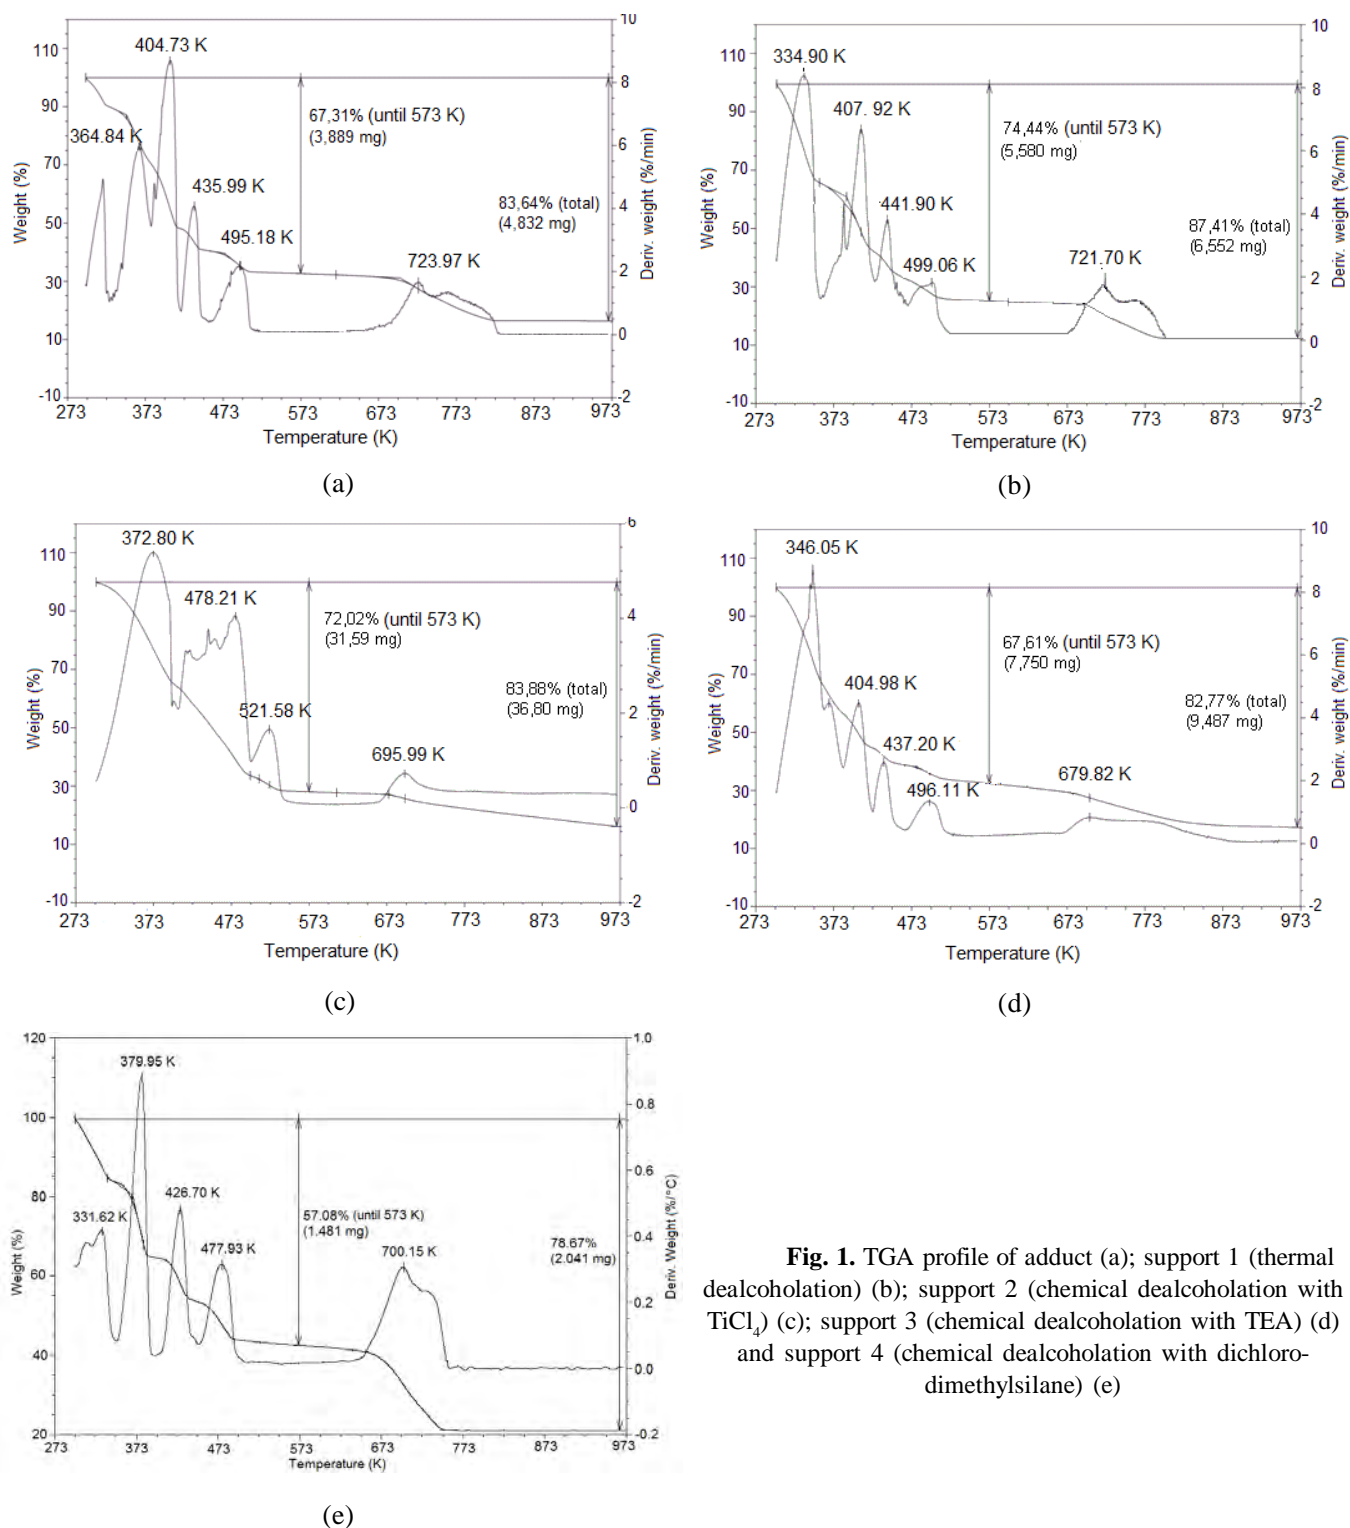 10
110
404.73 K
8
90
67,31% (until 573 K)
(3,889 mg)
364.84 K
6
70
Weight (%)
Deriv. weight (%/min)
435.99 K
4
50
83,64% (total)
(4,832 mg)
495.18 K
723.97 K
30
2
10
0
-10
-2
273 373 473 573 673 773 873 973
Temperature (K)
(a)
10
110
334.90 K
8
90
407. 92 K
74,44% (until 573 K)
(5,580 mg)
6
70
Weight (%)
Deriv. weight (%/min)
441.90 K
4
50
87,41% (total)
(6,552 mg)
499.06 K
721.70 K
30
2
10
0
-10
-2
273 373 473 573 673 773 873 973
Temperature (K)
(b)
6
372.80 K
110
478.21 K
90
72,02% (until 573 K)
(31,59 mg)
4
70
Weight (%)
Deriv. weight (%/min)
83,88% (total)
(36,80 mg)
521.58 K
50
2
695.99 K
30
10
0
-10
-2
273 373 473 573 673 773 873 973
Temperature (K)
(c)
10
346.05 K
110
8
90
67,61% (until 573 K)
(7,750 mg)
6
70
Weight (%)
Deriv. weight (%/min)
404.98 K
82,77% (total)
(9,487 mg)
4
50
437.20 K
679.82 K
496.11 K
30
2
10
0
-10
-2
273 373 473 573 673 773 873 973
Temperature (K)
(d)
120
1.0
379.95 K
100
0.8
0.6
80
426.70 K
331.62 K
57.08% (until 573 K)
(1.481 mg)
Weight (%)
Deriv. Weight (%/°C)
0.4
477.93 K
700.15 K
78.67%
(2.041 mg)
60
0.2
40
0.0
20
-0.2
273 373 473 573 673 773 873 973
Temperature (K)
(e)
Fig. 1. TGA profile of adduct (a); support 1 (thermal
dealcoholation) (b); support 2 (chemical dealcoholation with
TiCl₄) (c); support 3 (chemical dealcoholation with TEA) (d)
and support 4 (chemical dealcoholation with dichloro-
dimethylsilane) (e)